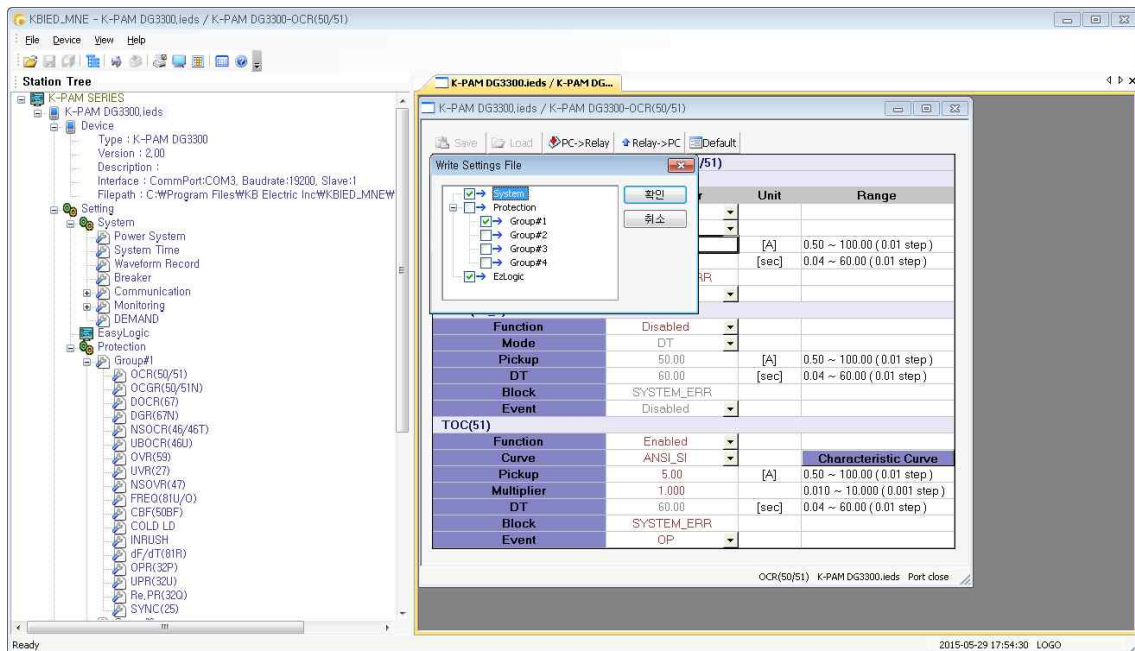 KBIED_MNE - K-PAM DG3300.ieds / K-PAM DG3300-OCR(50/51)
File Device View Help
Station Tree
K-PAM SERIES
K-PAM DG3300.ieds
Device
Type : K-PAM DG3300
Version : 2.00
Description :
Interface : CommPort:COM3, Baudrate:19200, Slave:1
Filepath : C:₩Program Files₩KB Electric Inc₩KBIED_MNE₩
Setting
System
Power System
System Time
Waveform Record
Breaker
Communication
Monitoring
DEMAND
EasyLogic
Protection
Group#1
OCR(50/51)
OCGR(50/51N)
DOCR(67)
DGR(67N)
NSOCR(46/46T)
UBOCR(46U)
OVR(59)
UVR(27)
NSOVR(47)
FREQ(81U/O)
CBF(50BF)
COLD LD
INRUSH
dF/dT(81R)
OPR(32P)
UPR(32U)
Re.PR(32Q)
SYNC(25)
K-PAM DG3300.ieds / K-PAM DG...
K-PAM DG3300.ieds / K-PAM DG3300-OCR(50/51)
Save Load PC->Relay Relay->PC Default
/51)
r Unit Range
[A] 0.50 ~ 100.00 ( 0.01 step )
[sec] 0.04 ~ 60.00 ( 0.01 step )
RR
Write Settings File
System
Protection
Group#1
Group#2
Group#3
Group#4
EzLogic
확인
취소
Function Disabled
Mode DT
Pickup 50.00 [A] 0.50 ~ 100.00 ( 0.01 step )
DT 60.00 [sec] 0.04 ~ 60.00 ( 0.01 step )
Block SYSTEM_ERR
Event Disabled
TOC(51)
Function Enabled
Curve ANSI_SI Characteristic Curve
Pickup 5.00 [A] 0.50 ~ 100.00 ( 0.01 step )
Multiplier 1.000 0.010 ~ 10.000 ( 0.001 step )
DT 60.00 [sec] 0.04 ~ 60.00 ( 0.01 step )
Block SYSTEM_ERR
Event OP
OCR(50/51) K-PAM DG3300.ieds Port close
Ready
2015-05-29 17:54:30 LOGO